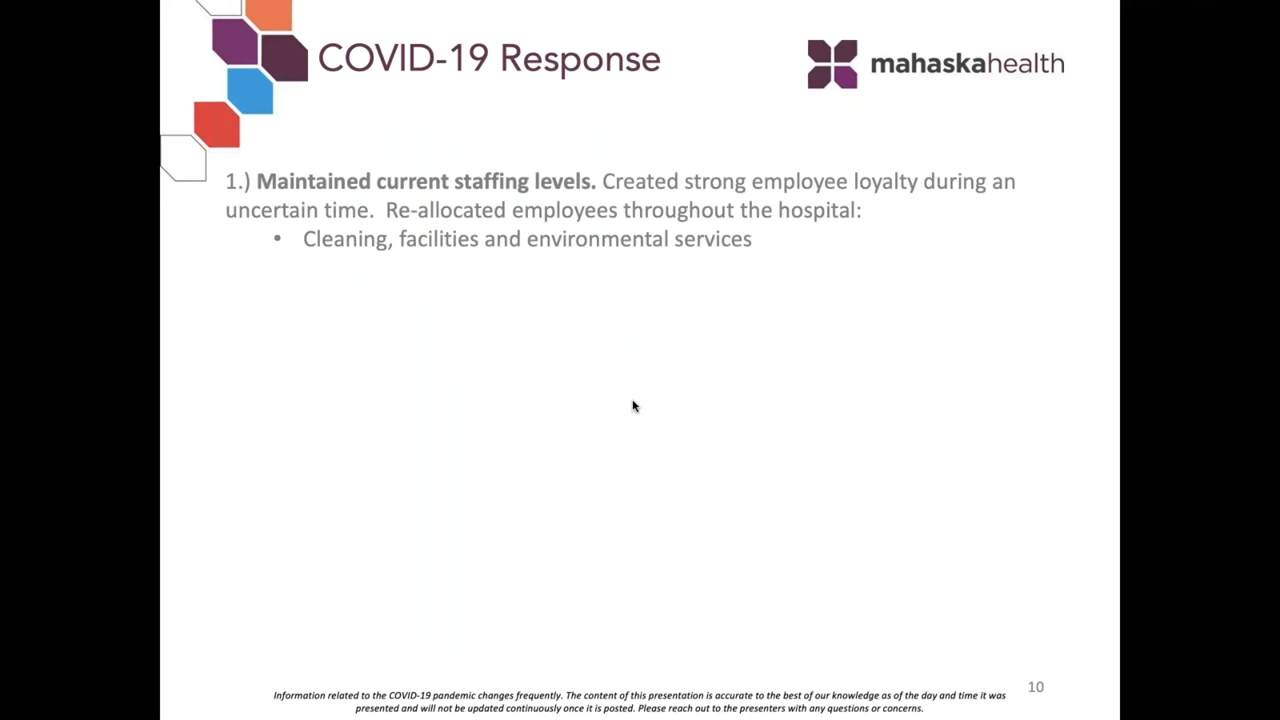 COVID-19 Response
mahaskahealth
1.) Maintained current staffing levels. Created strong employee loyalty during an
uncertain time.  Re-allocated employees throughout the hospital:
• Cleaning, facilities and environmental services
10
Information related to the COVID-19 pandemic changes frequently. The content of this presentation is accurate to the best of our knowledge as of the day and time it was
presented and will not be updated continuously once it is posted. Please reach out to the presenters with any questions or concerns.